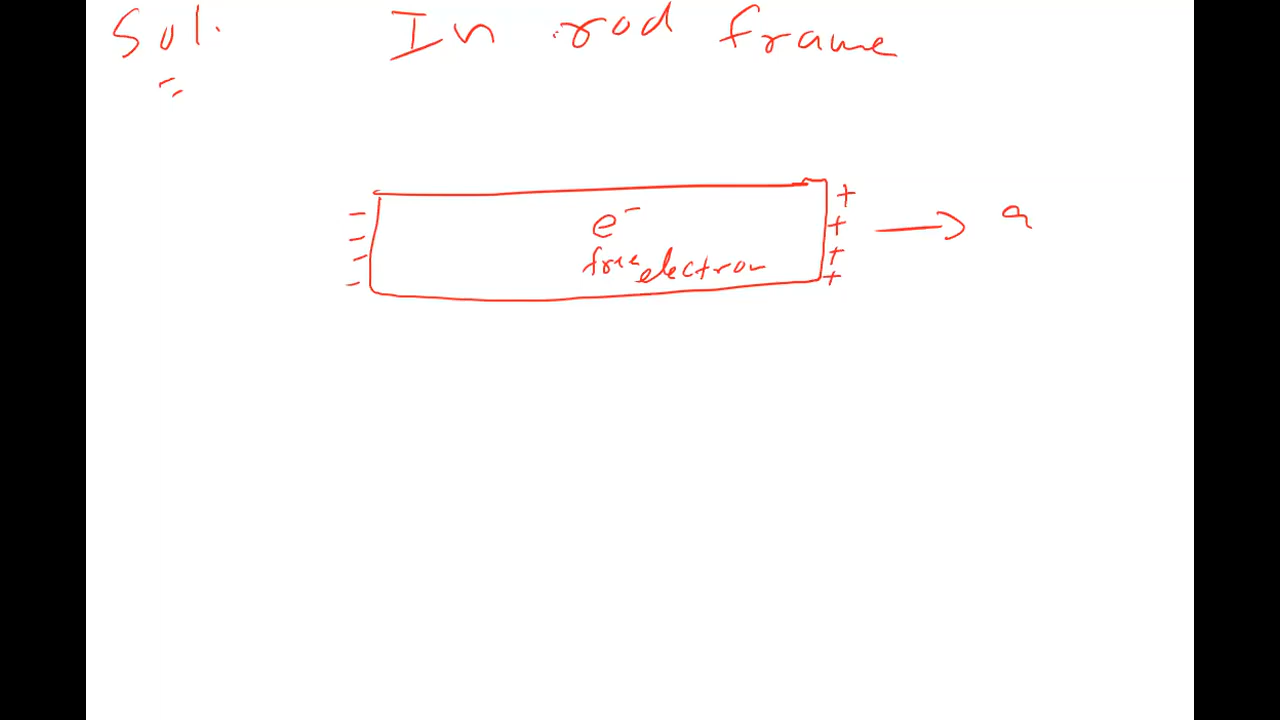 Sol. In rod frame
- + 
- e⁻ + → a
- free electron +
- +